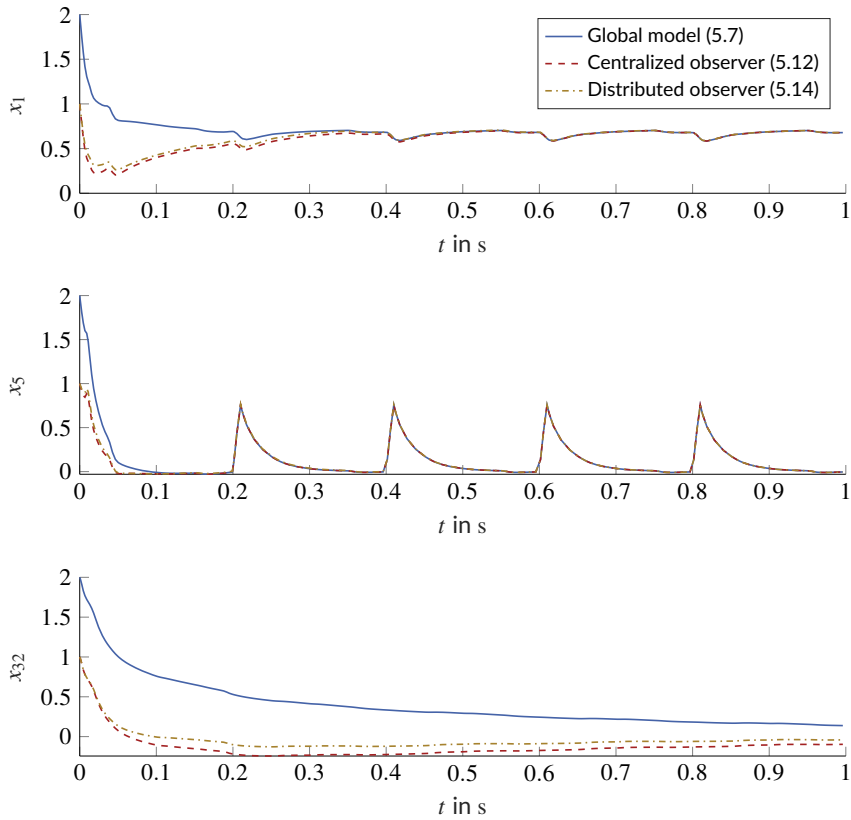 2
1.5
1
0.5
0
x₁
Global model (5.7)
Centralized observer (5.12)
Distributed observer (5.14)
0 0.1 0.2 0.3 0.4 0.5 0.6 0.7 0.8 0.9 1
t in s
2
1.5
1
0.5
0
x₅
0 0.1 0.2 0.3 0.4 0.5 0.6 0.7 0.8 0.9 1
t in s
2
1.5
1
0.5
0
x₃₂
0 0.1 0.2 0.3 0.4 0.5 0.6 0.7 0.8 0.9 1
t in s